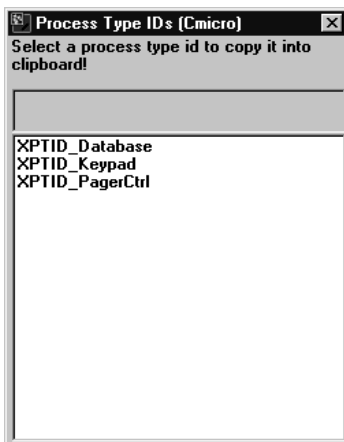 Process Type IDs (Cmicro)
Select a process type id to copy it into
clipboard!
XPTID_Database
XPTID_Keypad
XPTID_PagerCtrl